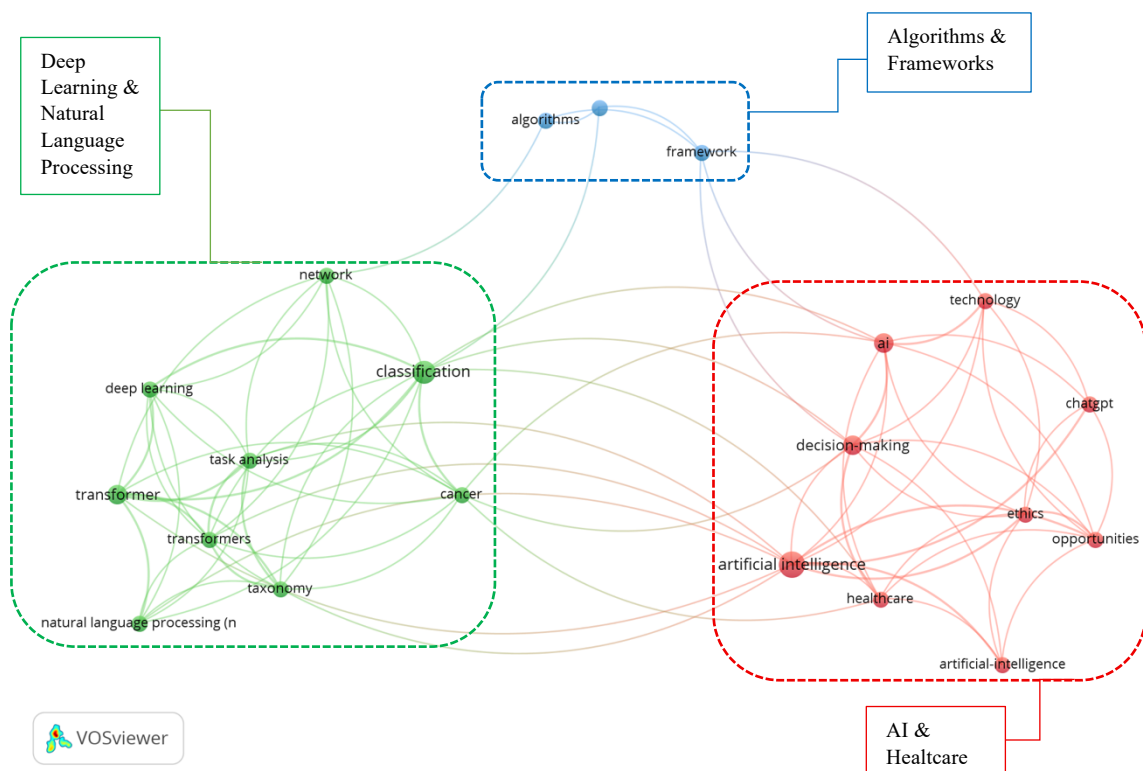 Deep
Learning &
Natural
Language
Processing
Algorithms &
Frameworks
algorithms
framework
network
classification
deep learning
task analysis
transformer
cancer
transformers
taxonomy
natural language processing (n
technology
ai
chatgpt
decision-making
ethics
opportunities
artificial intelligence
healthcare
artificial-intelligence
VOSviewer
AI &
Healtcare